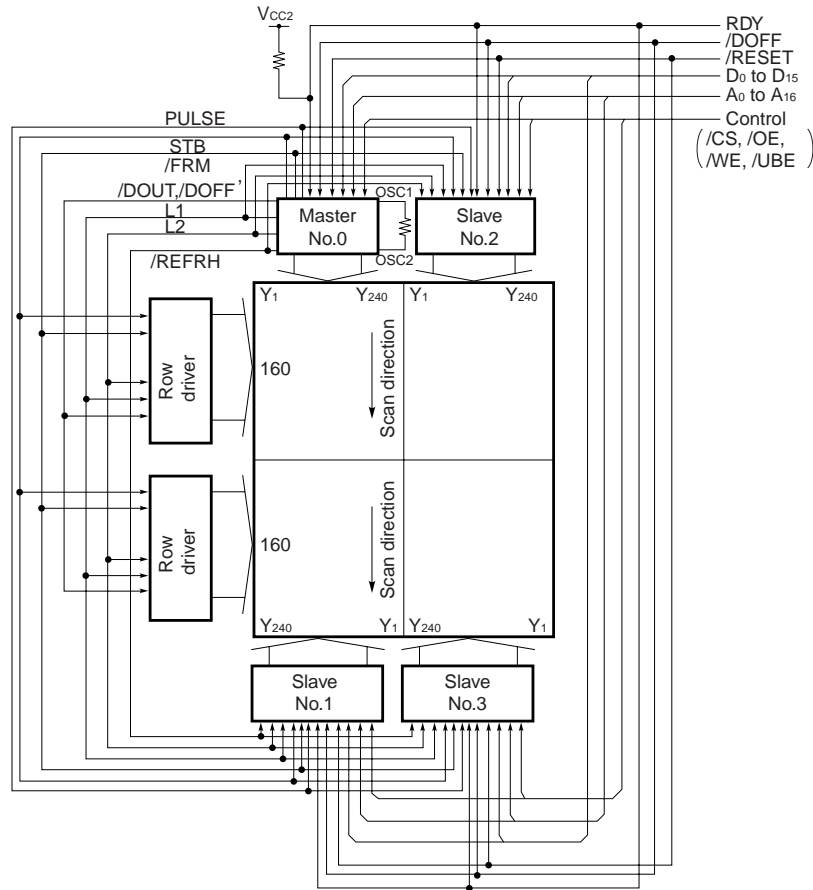 VCC2
RDY
/DOFF
/RESET
D0 to D15
A0 to A16
Control
(/CS, /OE,
/WE, /UBE)
PULSE
STB
/FRM
/DOUT,/DOFF'
L1
L2
/REFRH
OSC1
OSC2
Master
No.0
Slave
No.2
Y1
Y240
Y1
Y240
Row
driver
160
Scan direction
Row
driver
160
Scan direction
Y240
Y1
Y240
Y1
Slave
No.1
Slave
No.3